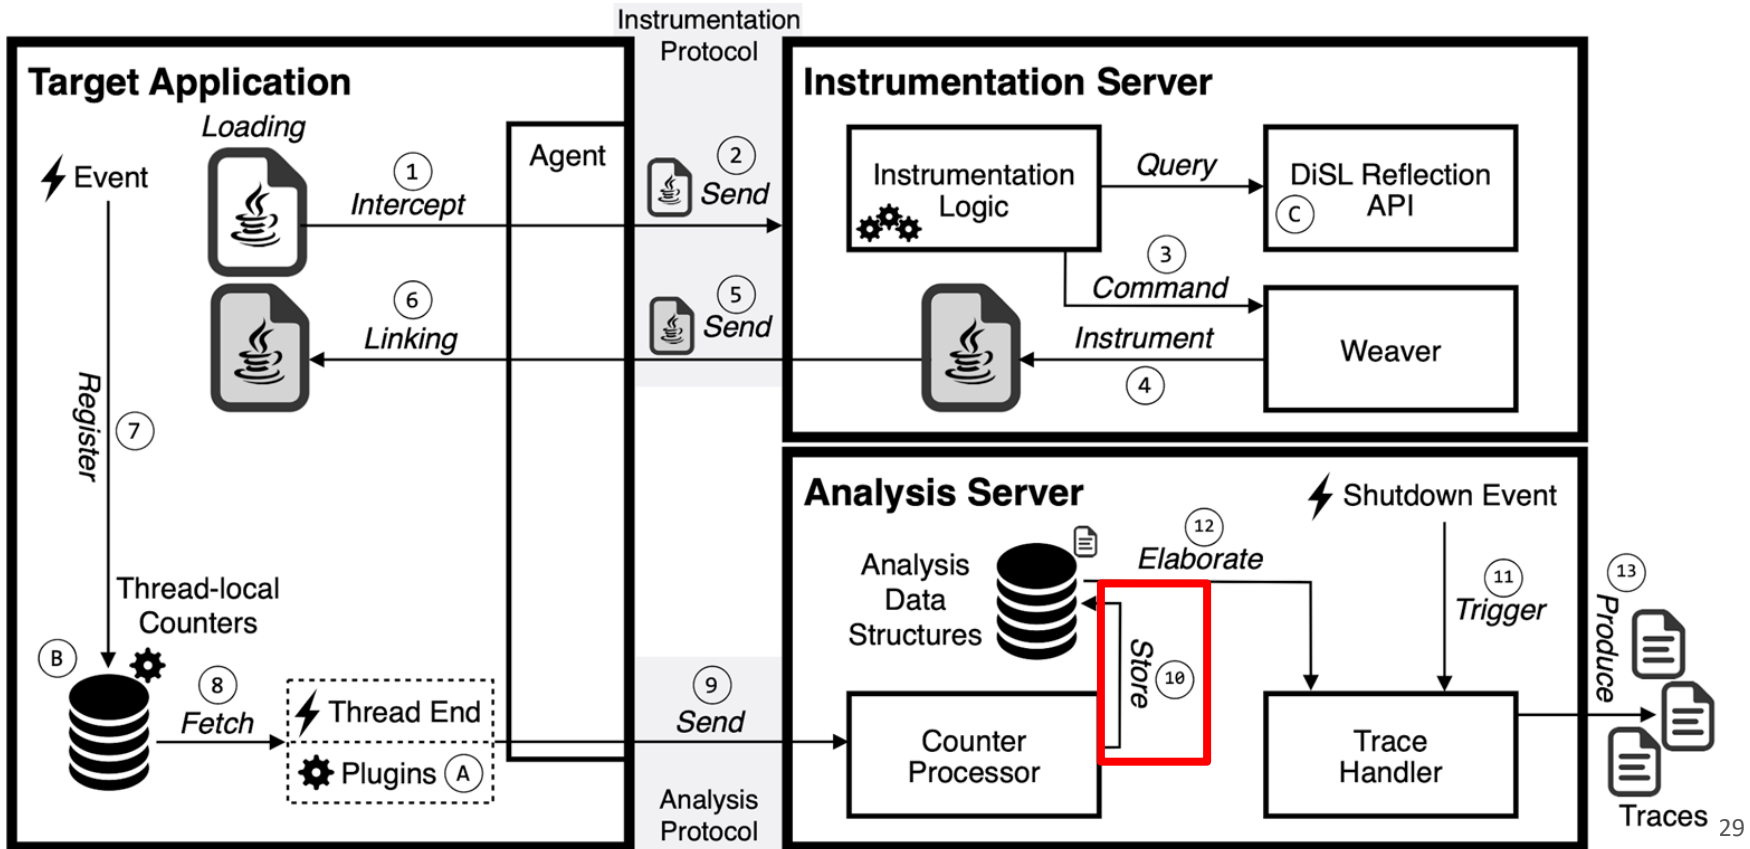 Instrumentation
Protocol
Target Application
Loading
Event
1
Intercept
Agent
2
Send
6
Linking
5
Send
Register
7
Thread-local
Counters
B
8
Fetch
Thread End
Plugins A
9
Send
Analysis
Protocol
Instrumentation Server
Instrumentation
Logic
Query
DiSL Reflection
API
C
3
Command
Instrument
4
Weaver
Analysis Server
Shutdown Event
12
Elaborate
Analysis
Data
Structures
Store
10
11
Trigger
13
Produce
Counter
Processor
Trace
Handler
Traces
29